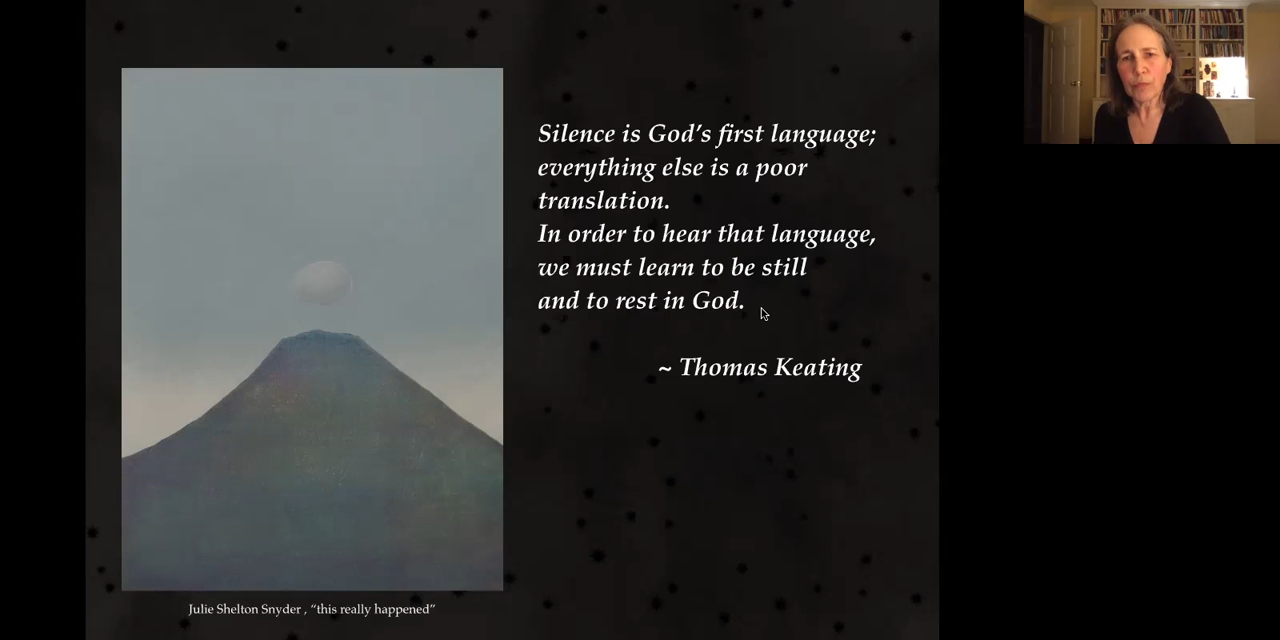 Silence is God's first language;
everything else is a poor
translation.
In order to hear that language,
we must learn to be still
and to rest in God.
~ Thomas Keating
Julie Shelton Snyder , “this really happened”